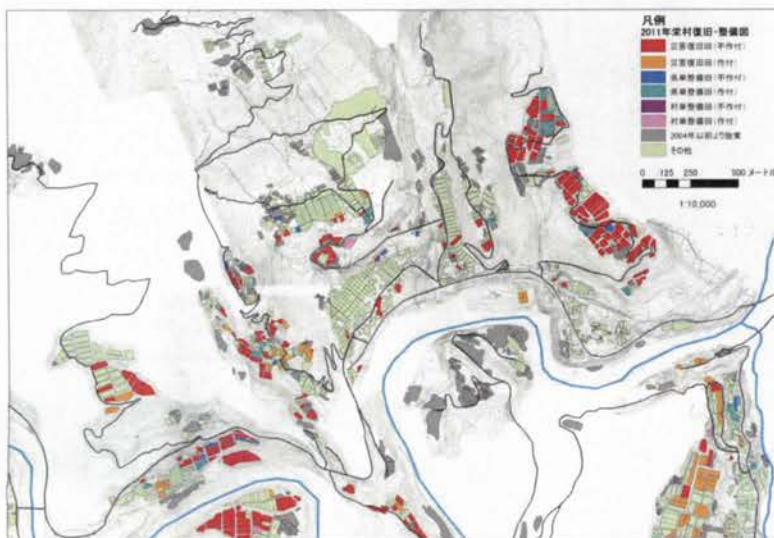 凡例
2011年栄村復旧・整備図
災害復旧田(不作付)
災害復旧田(作付)
県単整備田(不作付)
県単整備田(作付)
村単整備田(不作付)
村単整備田(作付)
2004年以前より放棄
その他
0 125 250 500 メートル
1:10,000